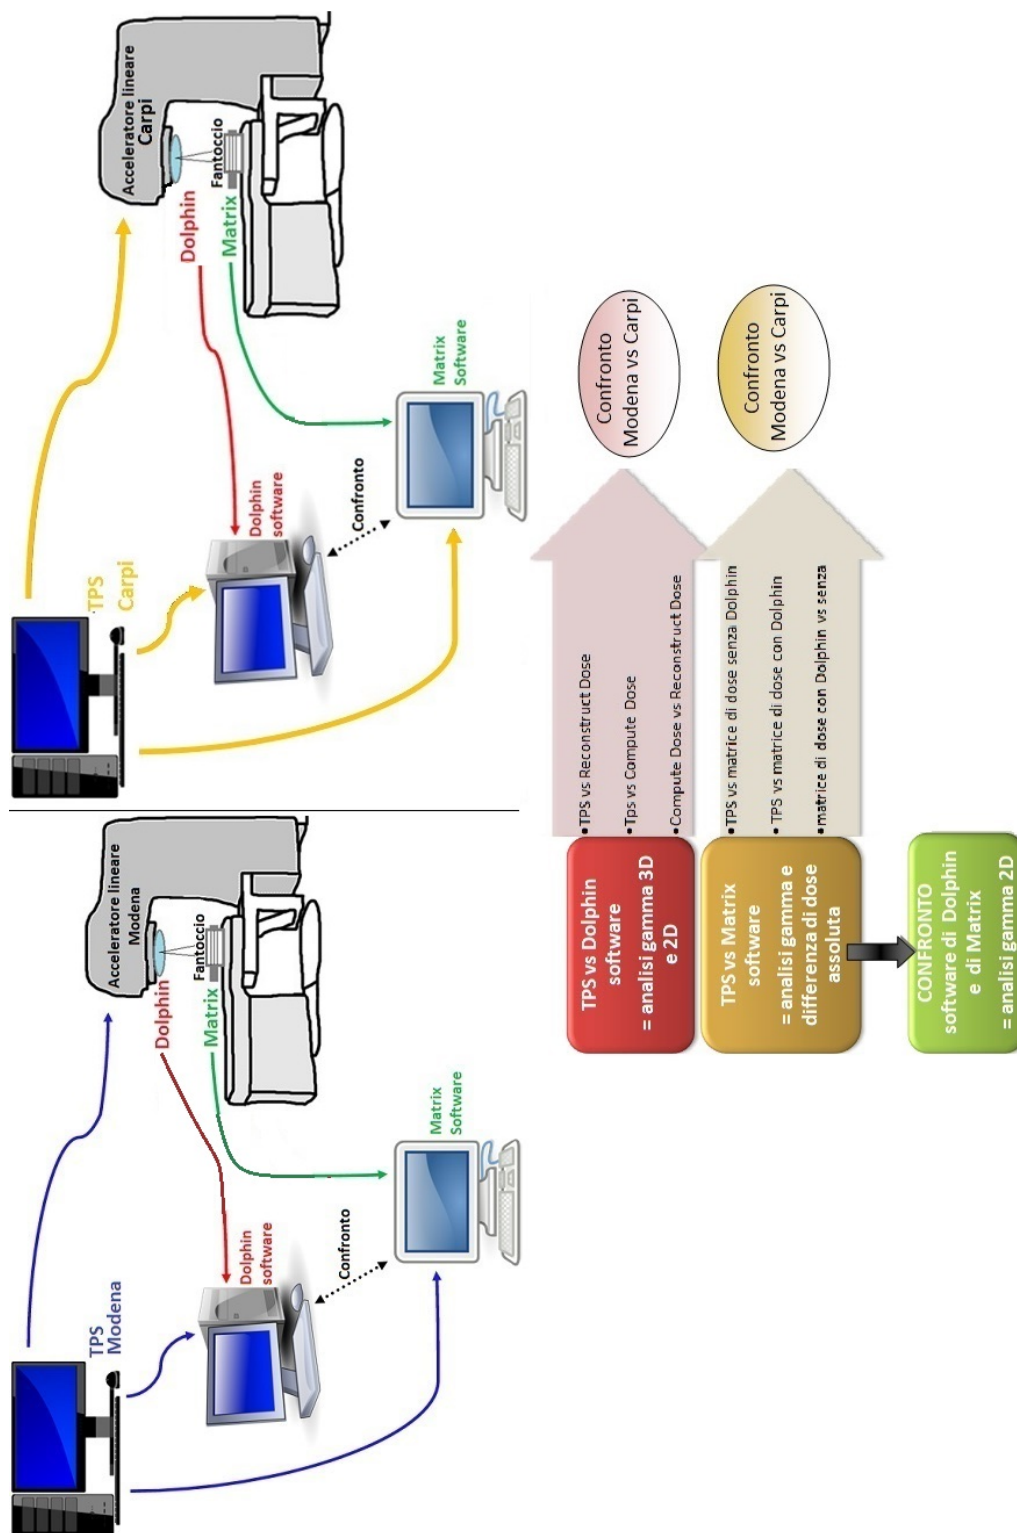 TPS
Modena
Acceleratore lineare
Modena
Dolphin
Matrix
Fantoccio
Dolphin
software
Confronto
Matrix
Software
TPS
Carpi
Acceleratore lineare
Carpi
Dolphin
Matrix
Fantoccio
Dolphin
software
Confronto
Matrix
Software
TPS vs Dolphin
software
= analisi gamma 3D
e 2D
•TPS vs Reconstruct Dose
•Tps vs Compute Dose
•Compute Dose vs Reconstruct Dose
Confronto
Modena vs Carpi
TPS vs Matrix
software
= analisi gamma e
differenza di dose
assoluta
•TPS vs matrice di dose senza Dolphin
• TPS vs matrice di dose con Dolphin
•matrice di dose con Dolphin vs senza
Confronto
Modena vs Carpi
CONFRONTO
software di Dolphin
e di Matrix
= analisi gamma 2D